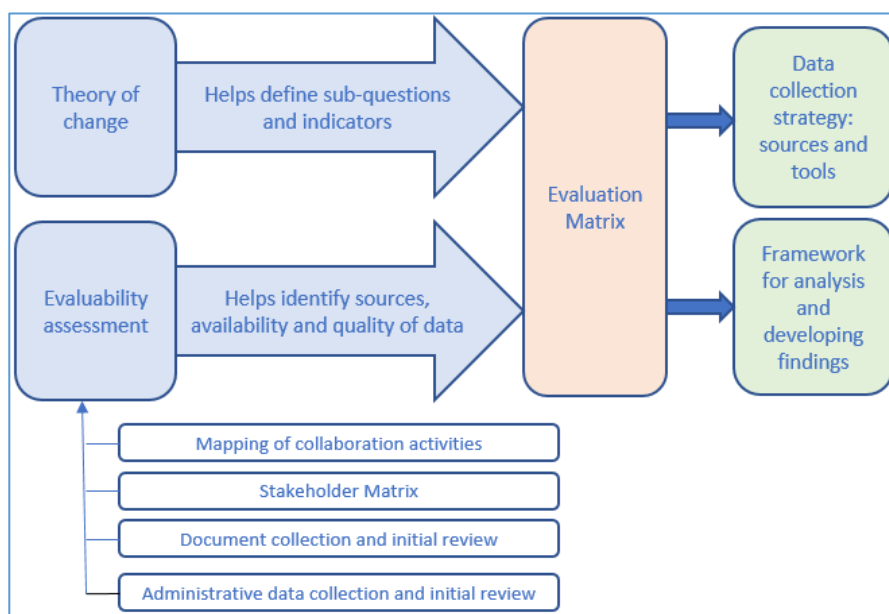 Theory of
change
Helps define sub-questions
and indicators
Evaluation
Matrix
Data
collection
strategy:
sources and
tools
Evaluability
assessment
Helps identify sources,
availability and quality of data
Framework
for analysis
and
developing
findings
Mapping of collaboration activities
Stakeholder Matrix
Document collection and initial review
Administrative data collection and initial review